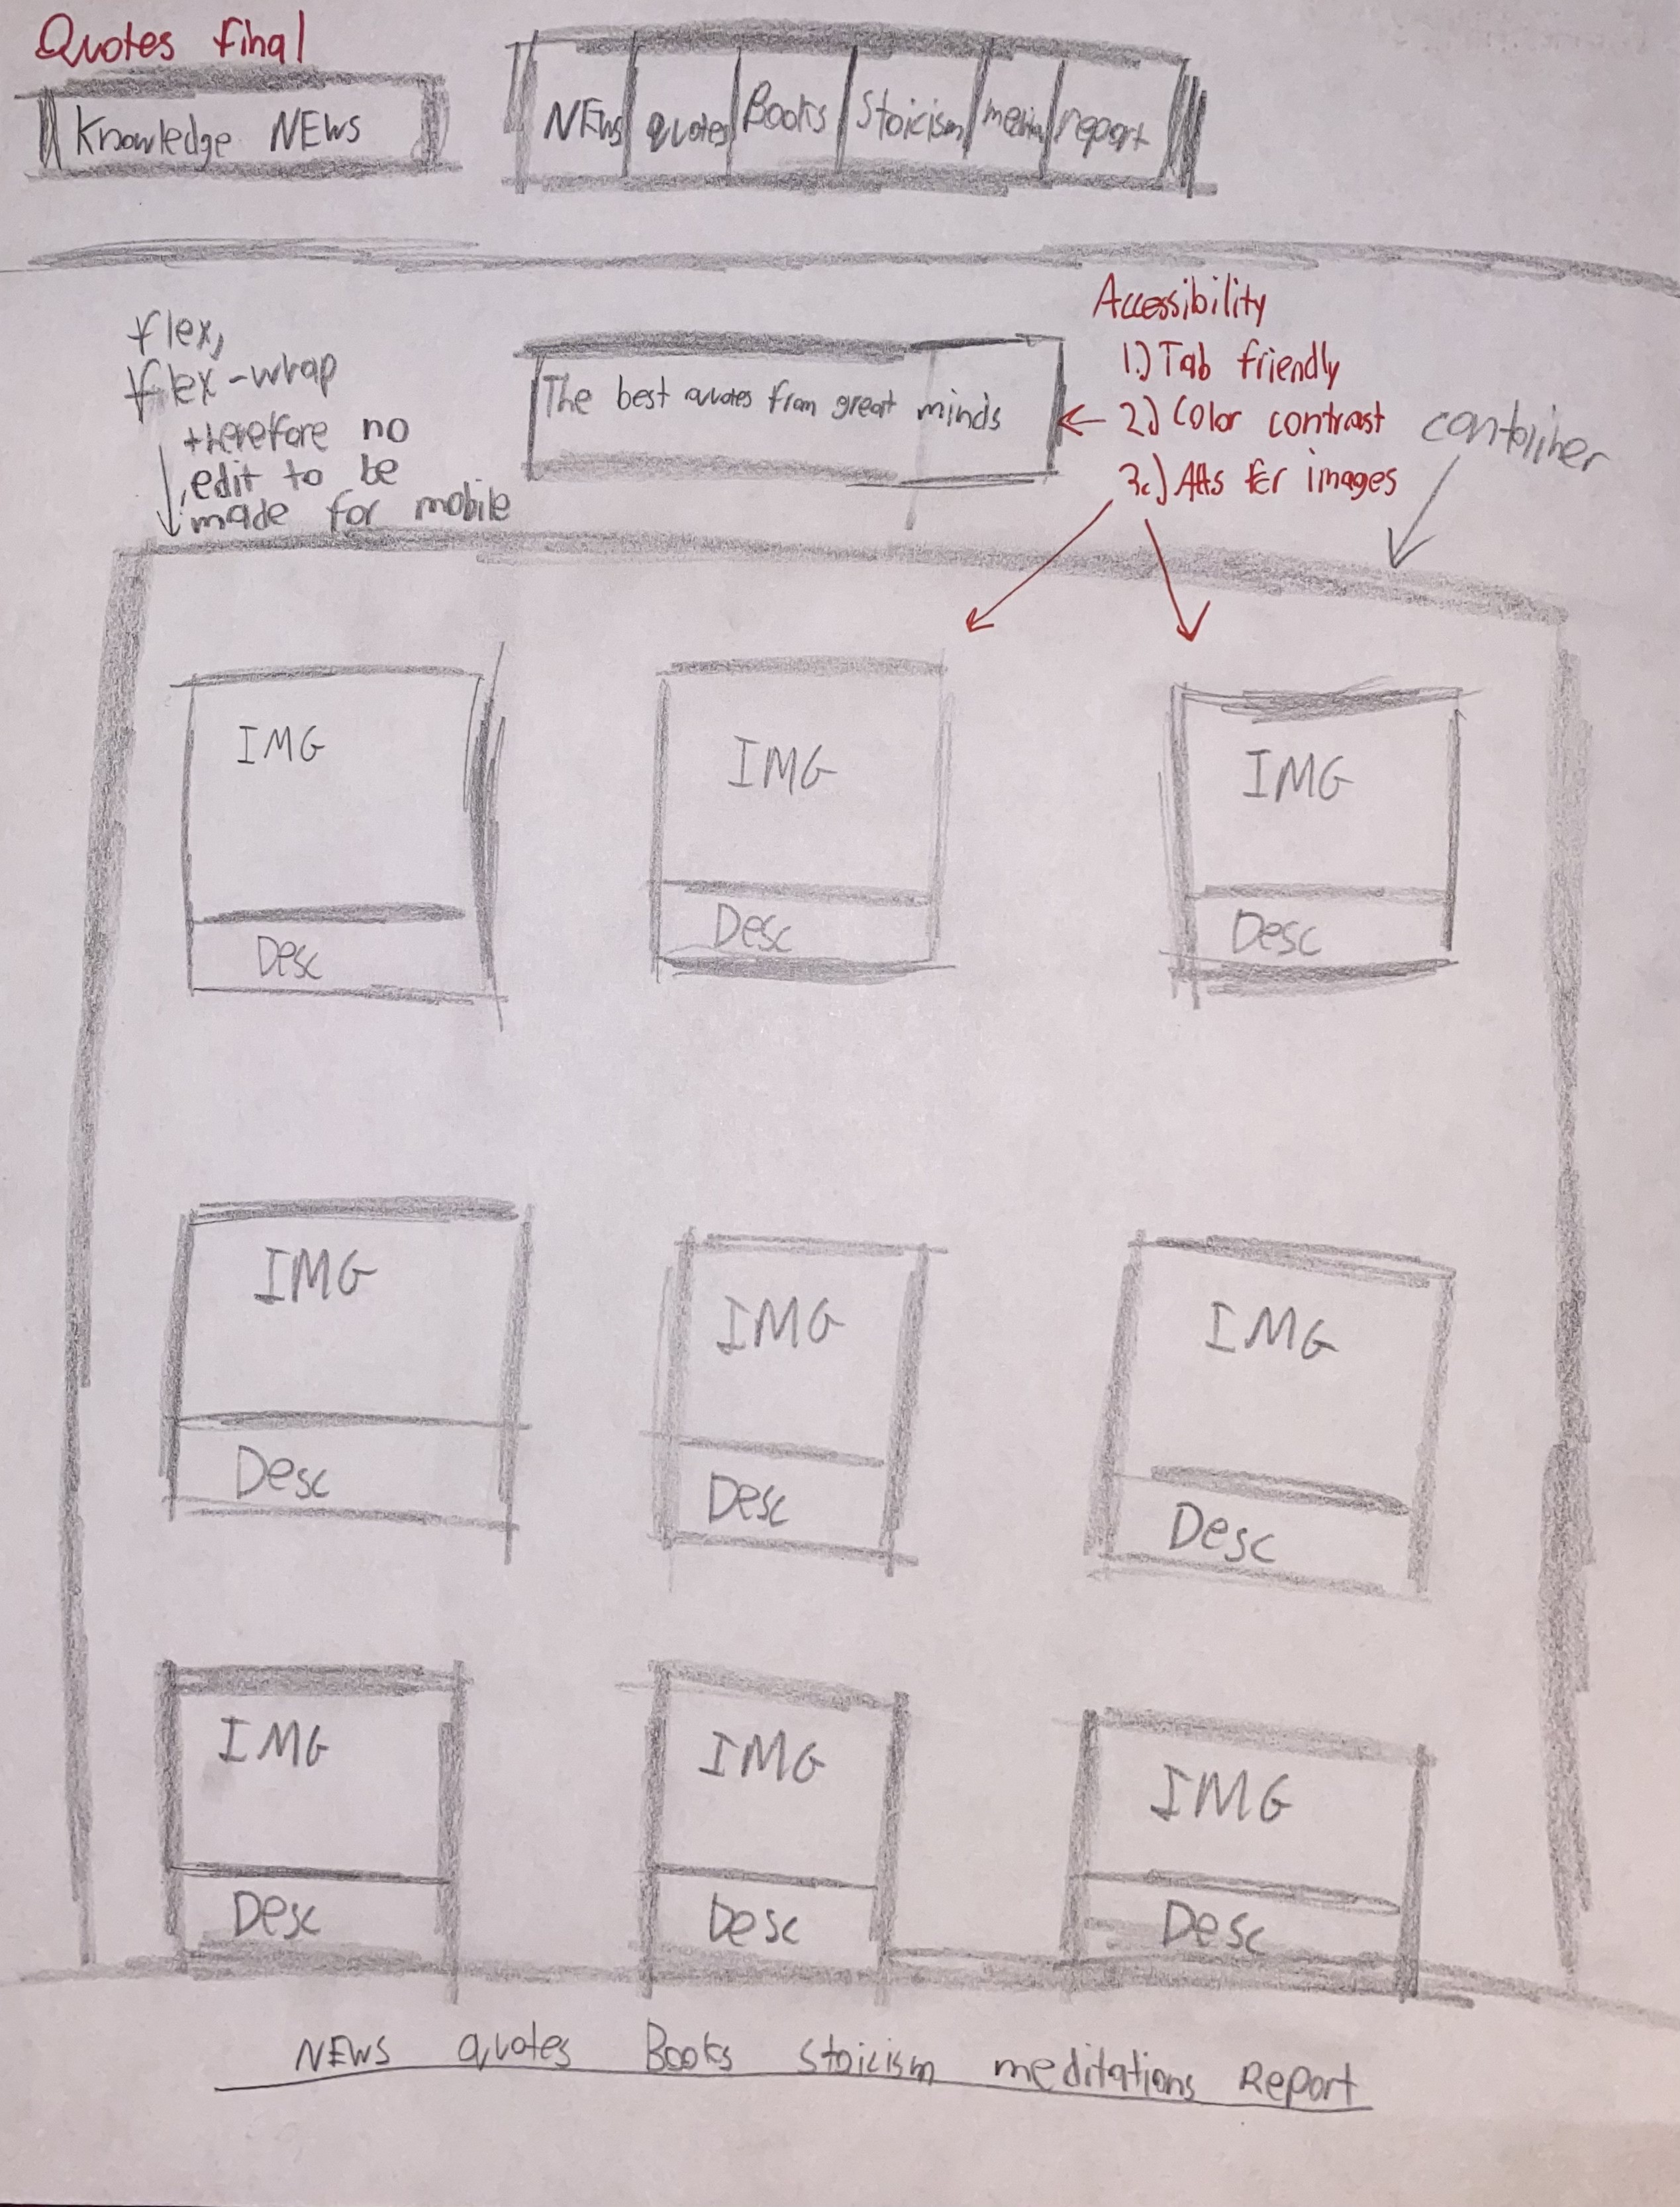 Quotes final
Knowledge NEWS
NEWs quotes Books Stoicism media report
flex,
flex-wrap
therefore no
edit to be
made for mobile
The best quotes from great minds
Accessibility
1.) Tab friendly
2.) Color contrast
3.) Alts for images
container
IMG IMG IMG
Desc Desc Desc
IMG IMG IMG
Desc Desc Desc
IMG IMG IMG
Desc Desc Desc
NEWS quotes Books stoicism meditations Report